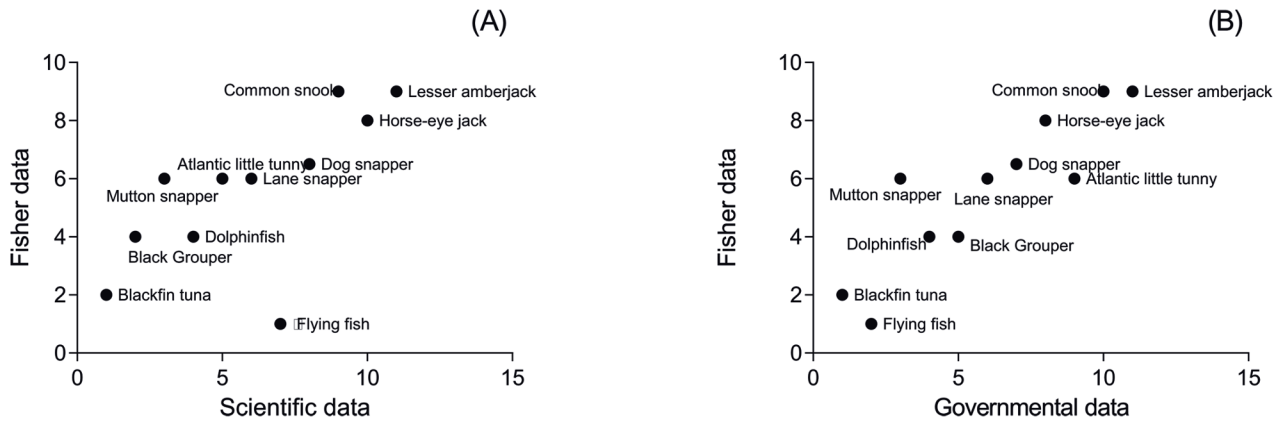 (A)
10
8
6
4
2
0
Fisher data
Common snook
Lesser amberjack
Horse-eye jack
Atlantic little tunny
Dog snapper
Lane snapper
Mutton snapper
Dolphinfish
Black Grouper
Blackfin tuna
Flying fish
0 5 10 15
Scientific data
(B)
10
8
6
4
2
0
Fisher data
Common snook
Lesser amberjack
Horse-eye jack
Dog snapper
Atlantic little tunny
Mutton snapper
Lane snapper
Dolphinfish
Black Grouper
Blackfin tuna
Flying fish
0 5 10 15
Governmental data